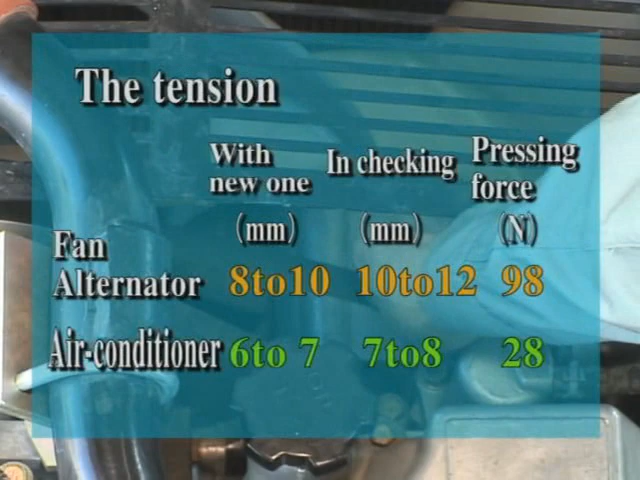 The tension
With new one In checking Pressing force
(mm) (mm) (N)
Fan Alternator 8to10 10to12 98
Air-conditioner 6to 7 7to8 28